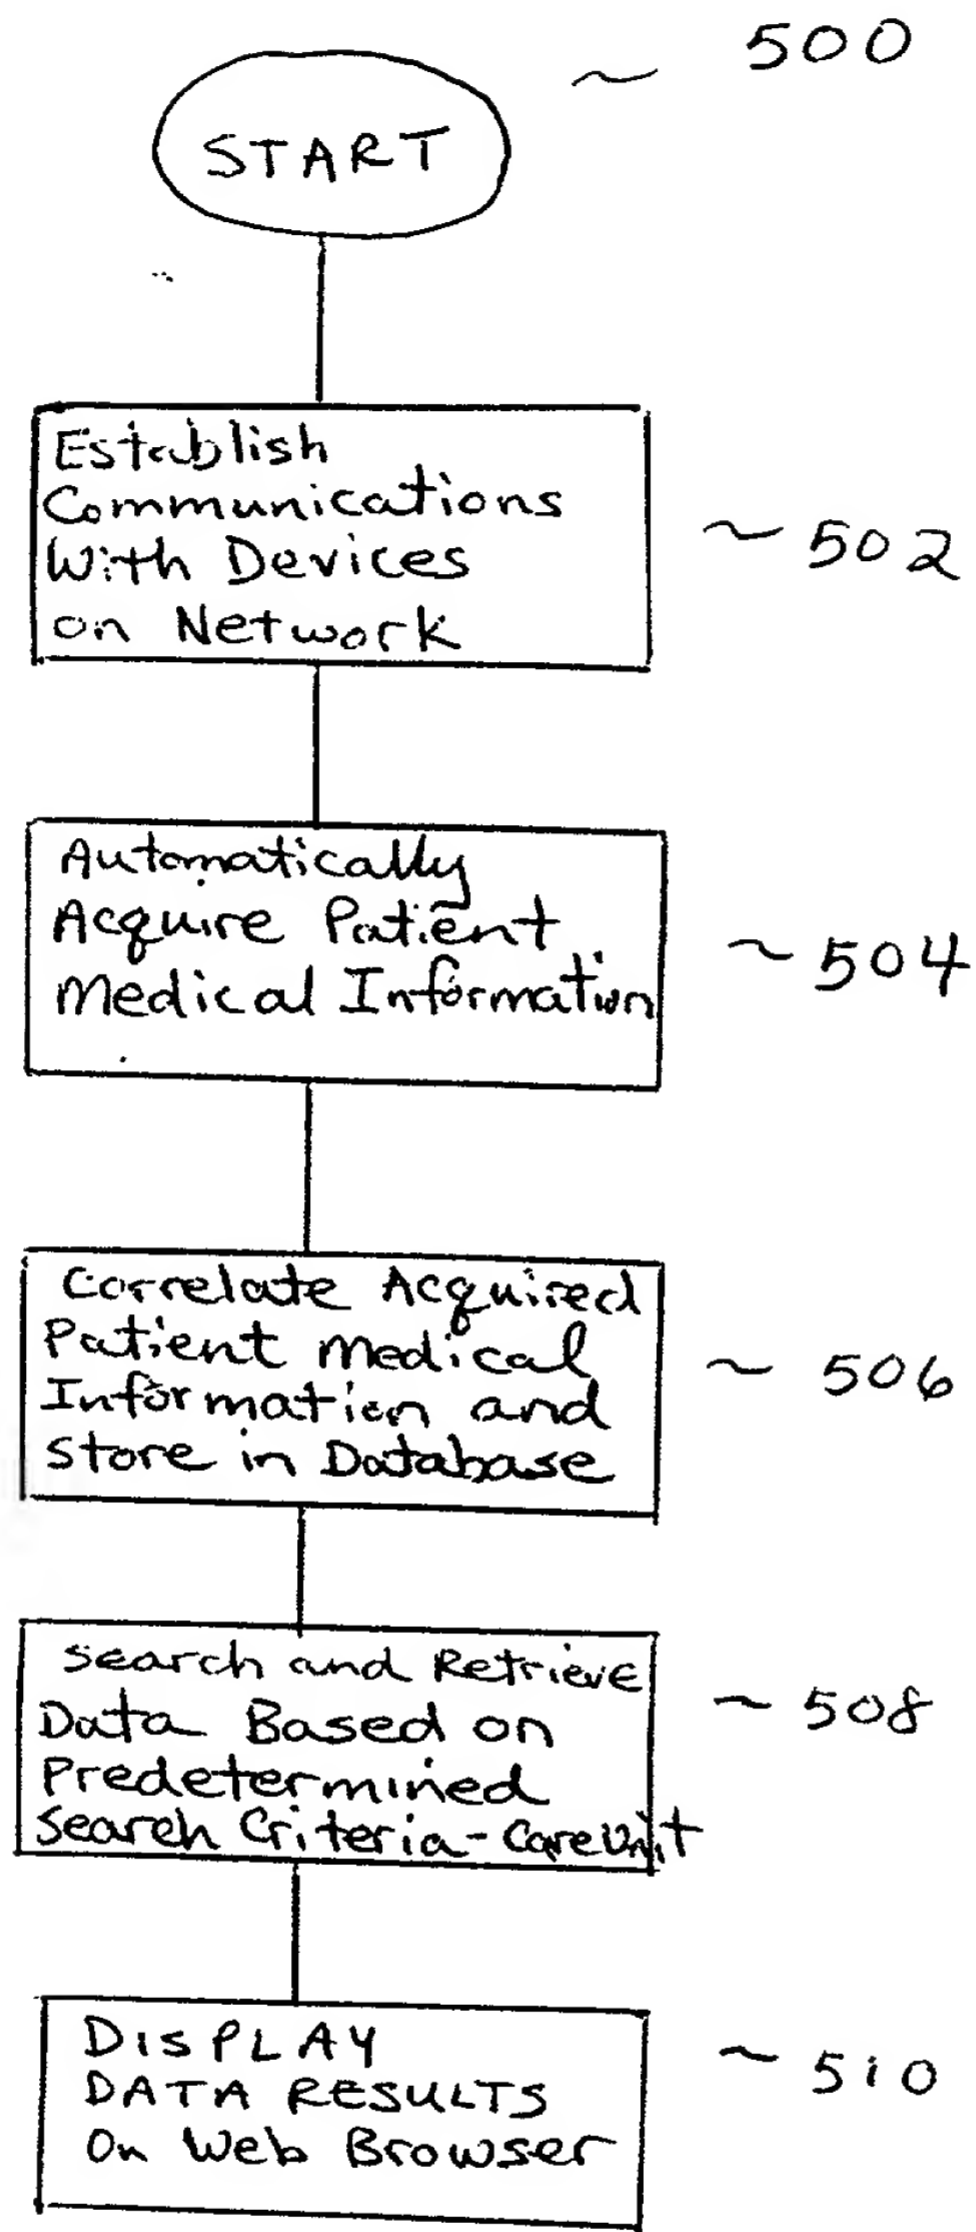 500
START
Establish
Communications
With Devices
on Network
~ 502
Automatically
Acquire Patient
Medical Information
~ 504
Correlate Acquired
Patient Medical
Information and
Store in Database
~ 506
Search and Retrieve
Data Based on
Predetermined
Search Criteria - Care Unit
~ 508
DISPLAY
DATA RESULTS
On Web Browser
~ 510